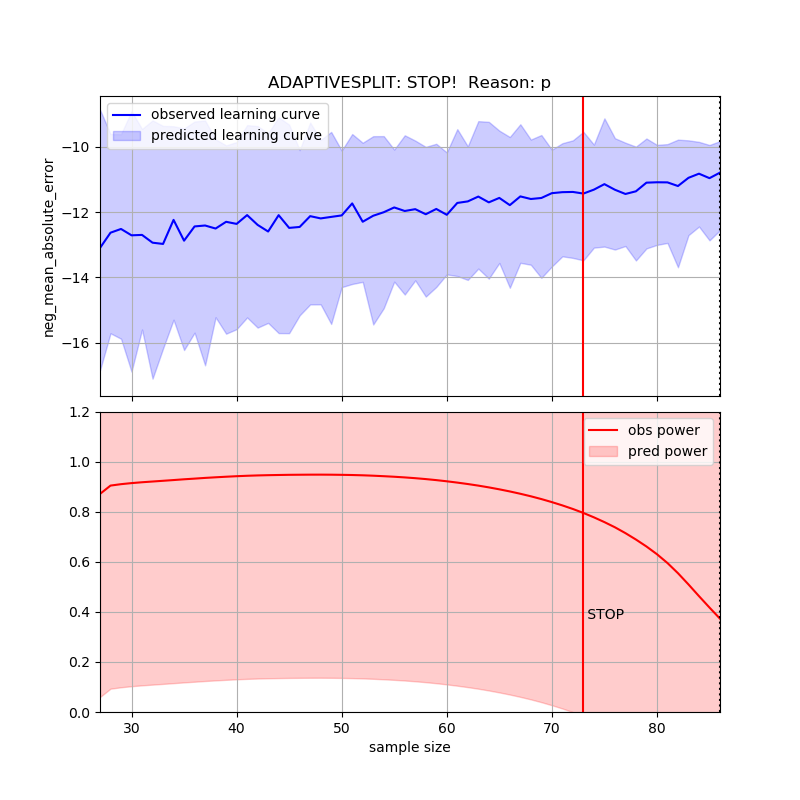 ADAPTIVESPLIT: STOP!  Reason: p
observed learning curve
predicted learning curve
neg_mean_absolute_error
−10
−12
−14
−16
obs power
pred power
1.2
1.0
0.8
0.6
0.4
0.2
0.0
STOP
30 40 50 60 70 80
sample size